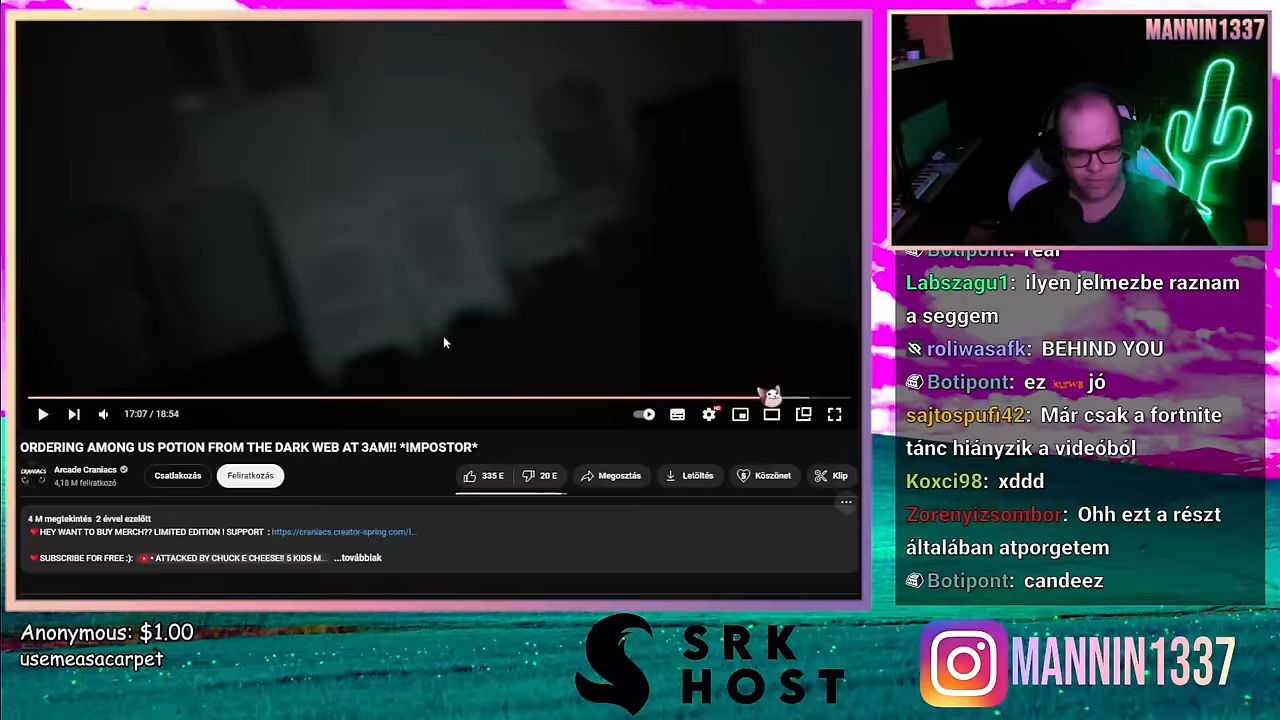 MANNIN1337
Botipont: real
Labszagu1: ilyen jelmezbe raznam
a seggem
roliwasafk: BEHIND YOU
Botipont: ez kurwa jó
sajtospufi42: Már csak a fortnite
tánc hiányzik a videóból
Koxci98: xddd
Zorenyizsombor: Ohh ezt a részt
általában atporgetem
Botipont: candeez
17:07 / 18:54
HD
ORDERING AMONG US POTION FROM THE DARK WEB AT 3AM!! *IMPOSTOR*
CRANIACS
Arcade Craniacs
4,18 M feliratkozó
Csatlakozás
Feliratkozás
335 E
20 E
Megosztás
Letöltés
Köszönet
Klip
4 M megtekintés 2 évvel ezelőtt
HEY WANT TO BUY MERCH?? LIMITED EDITION I SUPPORT : https://craniacs.creator-spring.com/l...
SUBSCRIBE FOR FREE :): • ATTACKED BY CHUCK E CHEESE!! 5 KIDS M... ...továbbiak
Anonymous: $1.00
usemeasacarpet
SRK
HOST
MANNIN1337